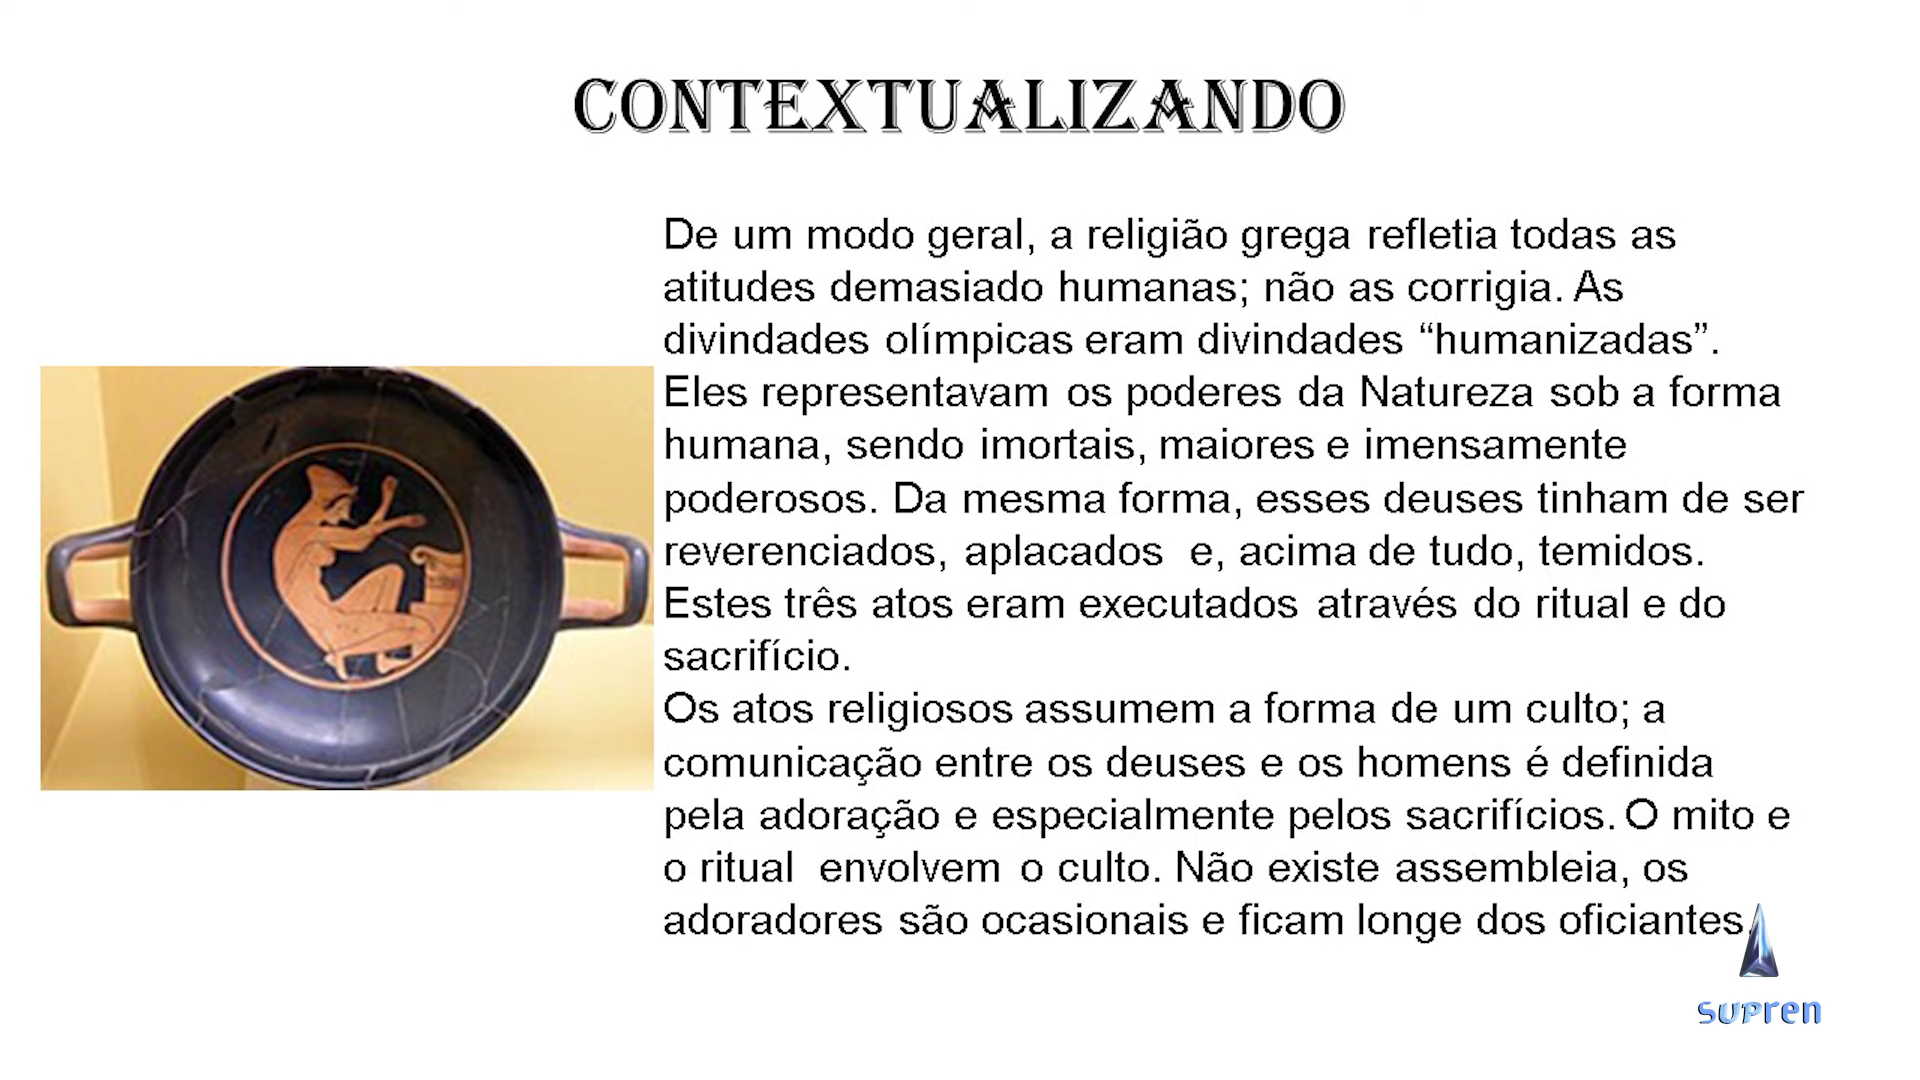 CONTEXTUALIZANDO
De um modo geral, a religião grega refletia todas as
atitudes demasiado humanas; não as corrigia. As
divindades olímpicas eram divindades “humanizadas”.
Eles representavam os poderes da Natureza sob a forma
humana, sendo imortais, maiores e imensamente
poderosos. Da mesma forma, esses deuses tinham de ser
reverenciados, aplacados e, acima de tudo, temidos.
Estes três atos eram executados através do ritual e do
sacrifício.
Os atos religiosos assumem a forma de um culto; a
comunicação entre os deuses e os homens é definida
pela adoração e especialmente pelos sacrifícios. O mito e
o ritual envolvem o culto. Não existe assembleia, os
adoradores são ocasionais e ficam longe dos oficiantes.
supren